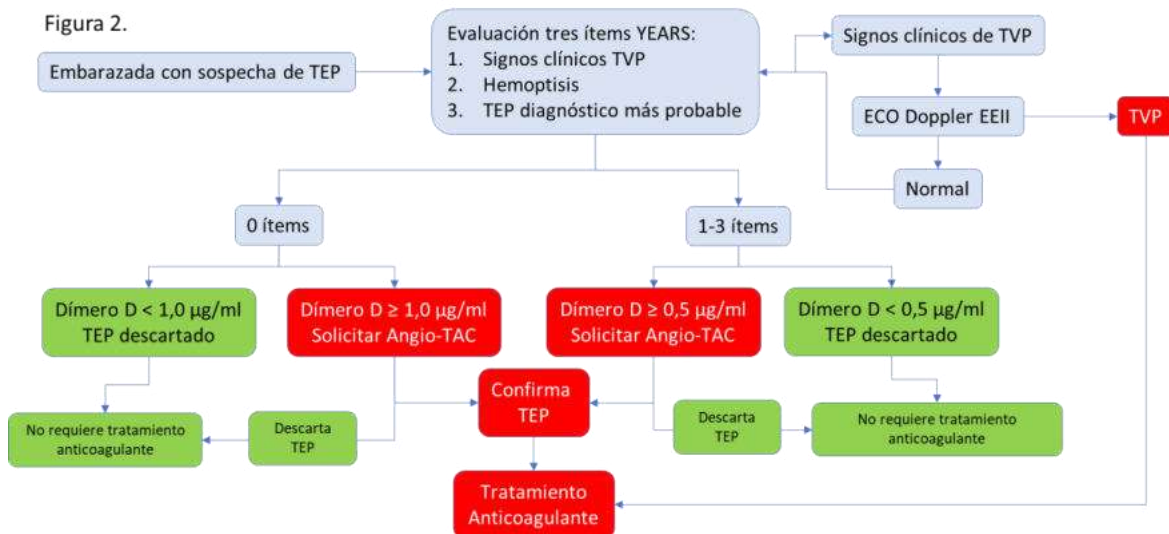 Figura 2.
Embarazada con sospecha de TEP
Evaluación tres ítems YEARS:
1. Signos clínicos TVP
2. Hemoptisis
3. TEP diagnóstico más probable
Signos clínicos de TVP
ECO Doppler EEII
TVP
Normal
0 ítems
1-3 ítems
Dímero D < 1,0 µg/ml
TEP descartado
Dímero D ≥ 1,0 µg/ml
Solicitar Angio-TAC
Dímero D ≥ 0,5 µg/ml
Solicitar Angio-TAC
Dímero D < 0,5 µg/ml
TEP descartado
Confirma
TEP
No requiere tratamiento
anticoagulante
Descarta
TEP
Descarta
TEP
No requiere tratamiento
anticoagulante
Tratamiento
Anticoagulante